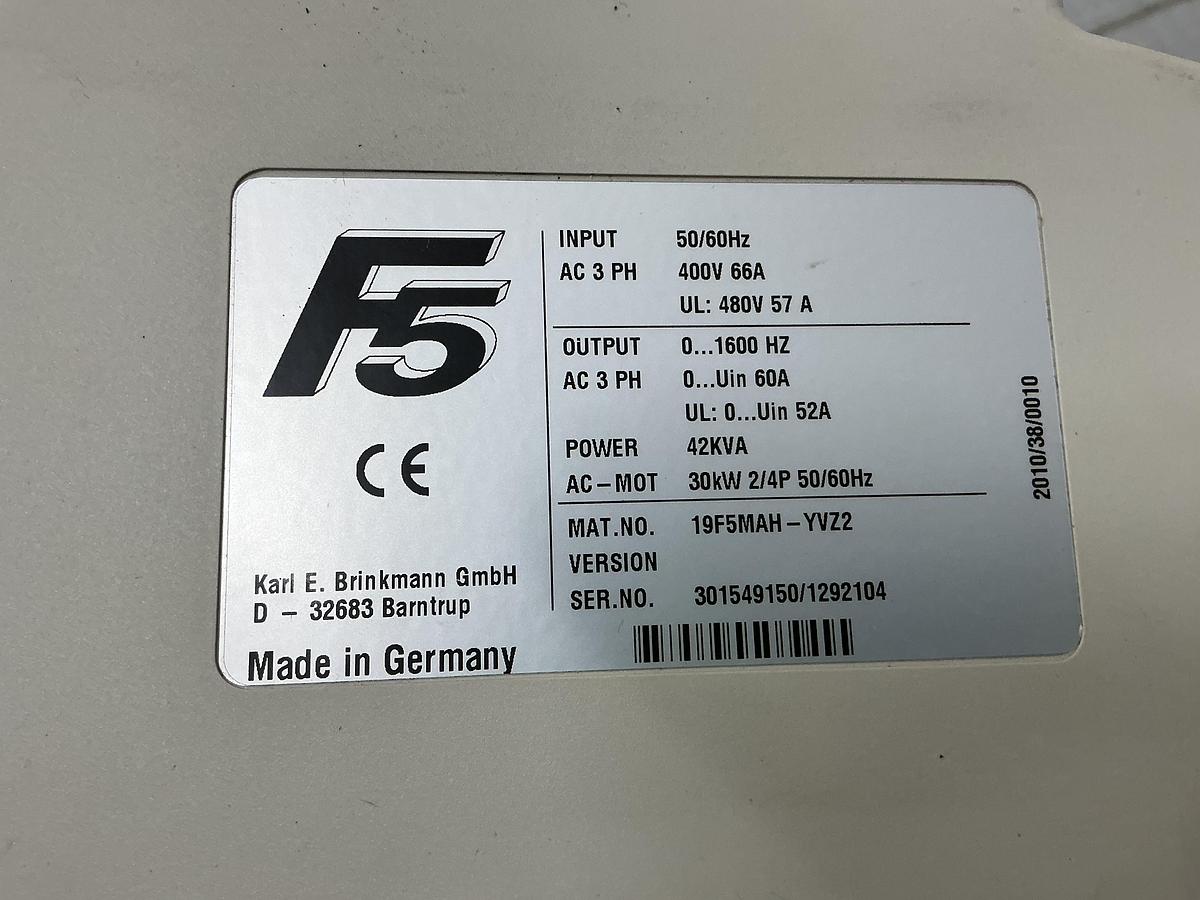 F5
CE
Karl E. Brinkmann GmbH
D – 32683 Barntrup
Made in Germany
INPUT 50/60Hz
AC 3 PH 400V 66A
UL: 480V 57 A
OUTPUT 0...1600 HZ
AC 3 PH 0...Uin 60A
UL: 0...Uin 52A
POWER 42KVA
AC–MOT 30kW 2/4P 50/60Hz
MAT.NO. 19F5MAH–YVZ2
VERSION
SER.NO. 301549150/1292104
2010/38/0010